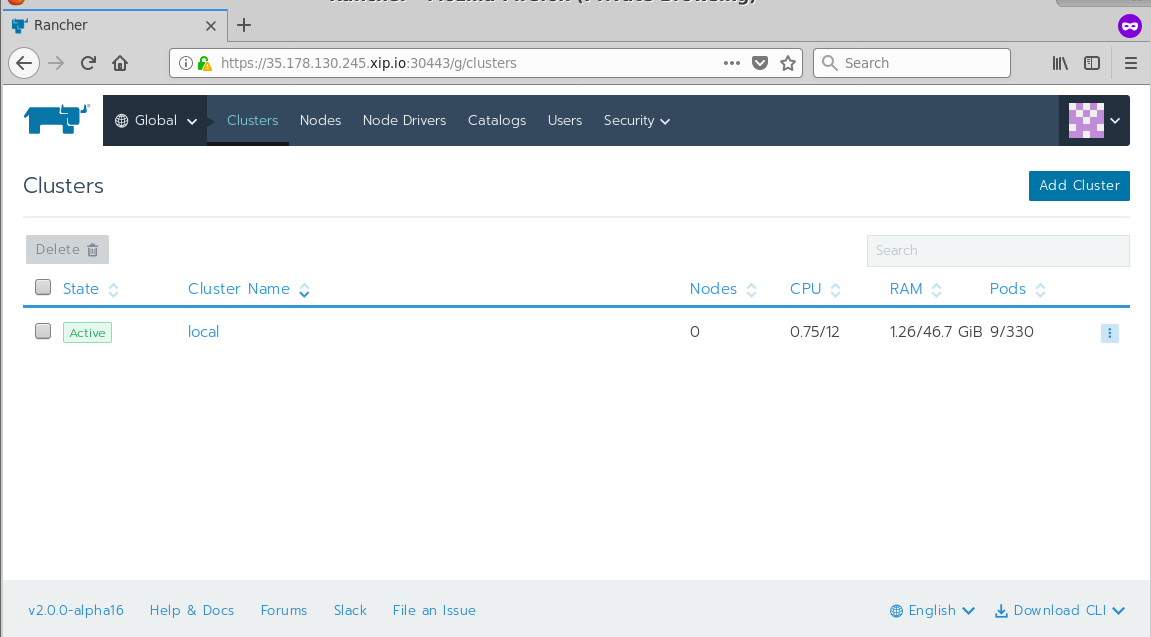 Rancher - Mozilla Firefox (Private Browsing)
Rancher
https://35.178.130.245.xip.io:30443/g/clusters
Search
Global Clusters Nodes Node Drivers Catalogs Users Security
Clusters
Add Cluster
Delete
Search
State Cluster Name Nodes CPU RAM Pods
Active local 0 0.75/12 1.26/46.7 GiB 9/330
v2.0.0-alpha16 Help & Docs Forums Slack File an Issue English Download CLI